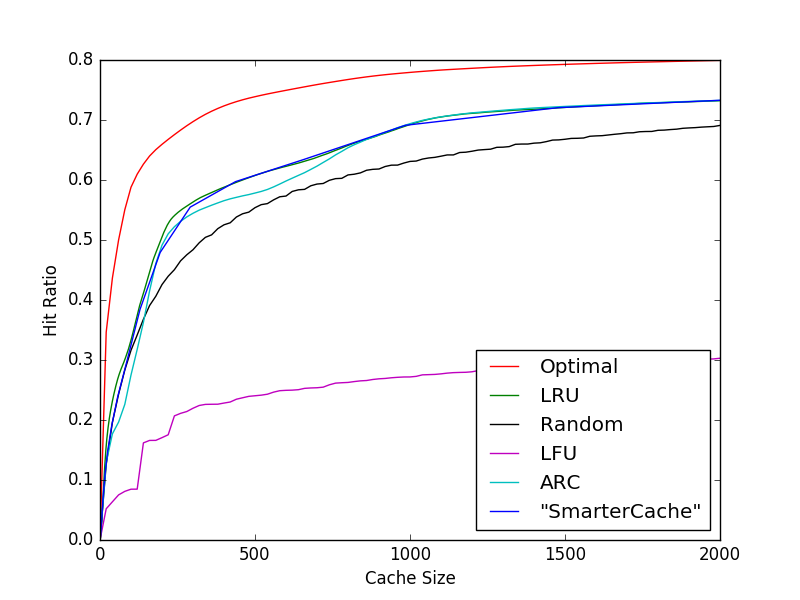 0.8
0.7
0.6
0.5
0.4
0.3
0.2
0.1
0.0
Hit Ratio
Optimal
LRU
Random
LFU
ARC
"SmarterCache"
0 500 1000 1500 2000
Cache Size